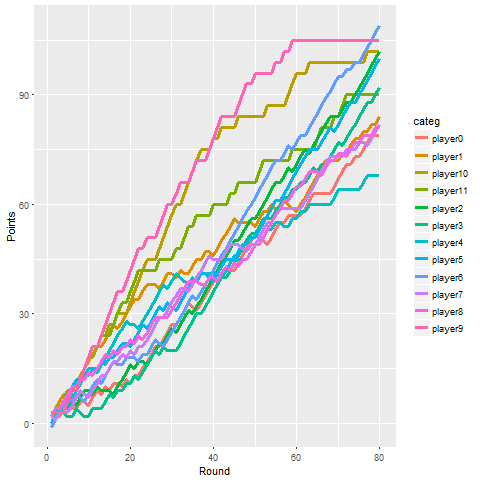 90
60
30
0
Points
0
20
40
60
80
Round
categ
player0
player1
player10
player11
player2
player3
player4
player5
player6
player7
player8
player9